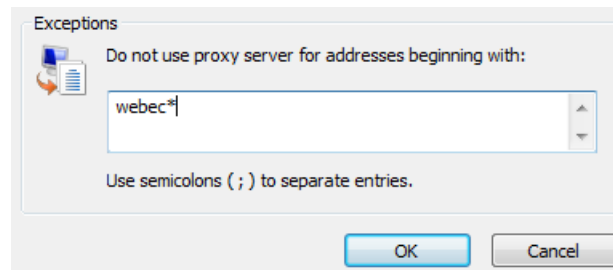 Exceptions
Do not use proxy server for addresses beginning with:
webec*
Use semicolons ( ; ) to separate entries.
OK
Cancel